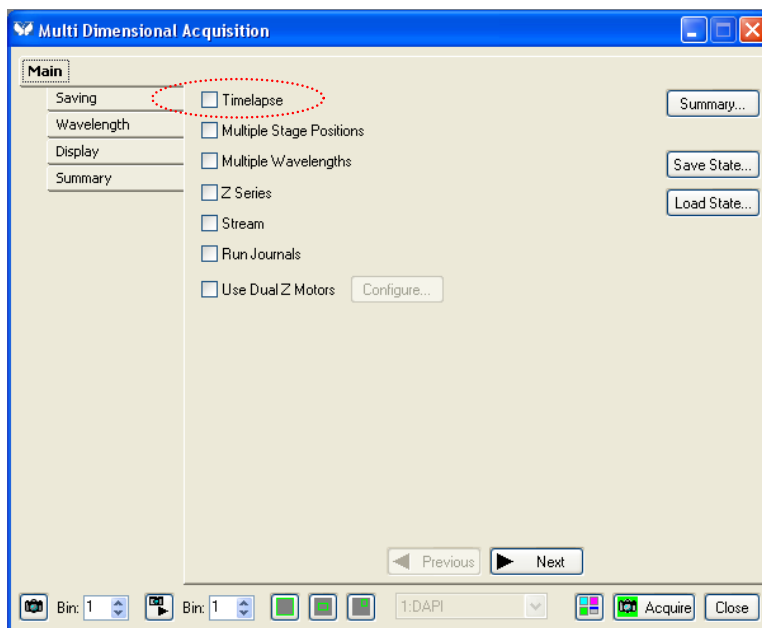 Multi Dimensional Acquisition
Main
Saving
Wavelength
Display
Summary
Timelapse
Multiple Stage Positions
Multiple Wavelengths
Z Series
Stream
Run Journals
Use Dual Z Motors Configure...
Summary...
Save State...
Load State...
Previous Next
Bin: 1 Bin: 1 1:DAPI Acquire Close